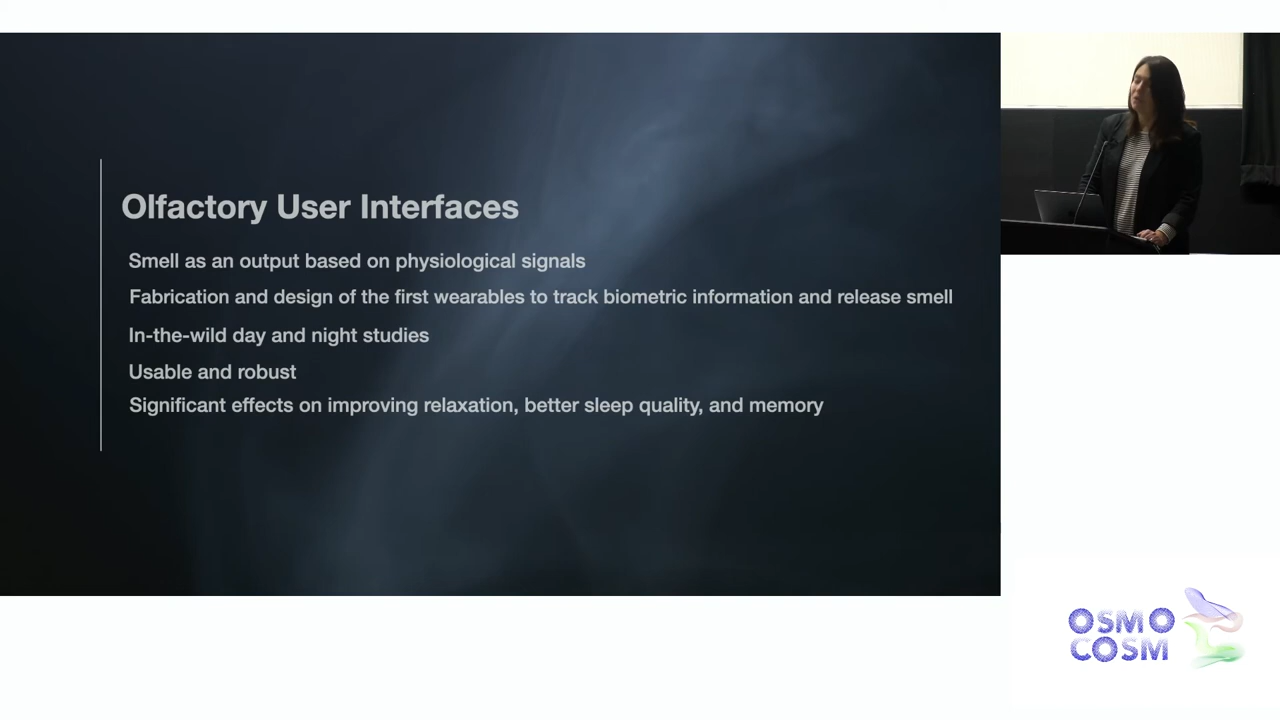 Olfactory User Interfaces
Smell as an output based on physiological signals
Fabrication and design of the first wearables to track biometric information and release smell
In-the-wild day and night studies
Usable and robust
Significant effects on improving relaxation, better sleep quality, and memory
OSMO
COSM